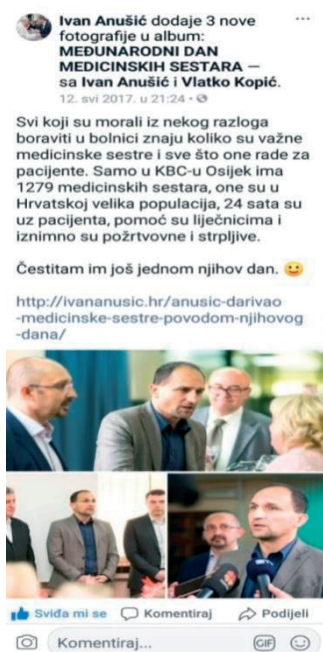 Ivan Anušić dodaje 3 nove
fotografije u album:
MEĐUNARODNI DAN
MEDICINSKIH SESTARA —
sa Ivan Anušić i Vlatko Kopić.
12. svi 2017. u 21:24 ·
Svi koji su morali iz nekog razloga
boraviti u bolnici znaju koliko su važne
medicinske sestre i sve što one rade za
pacijente. Samo u KBC-u Osijek ima
1279 medicinskih sestara, one su u
Hrvatskoj velika populacija, 24 sata su
uz pacijenta, pomoć su liječnicima i
iznimno su požrtvovne i strpljive.
Čestitam im još jednom njihov dan.
http://ivananusic.hr/anusic-darivao
-medicinske-sestre-povodom-njihovog
-dana/
Sviđa mi se Komentiraj Podijeli
Komentiraj... GIF